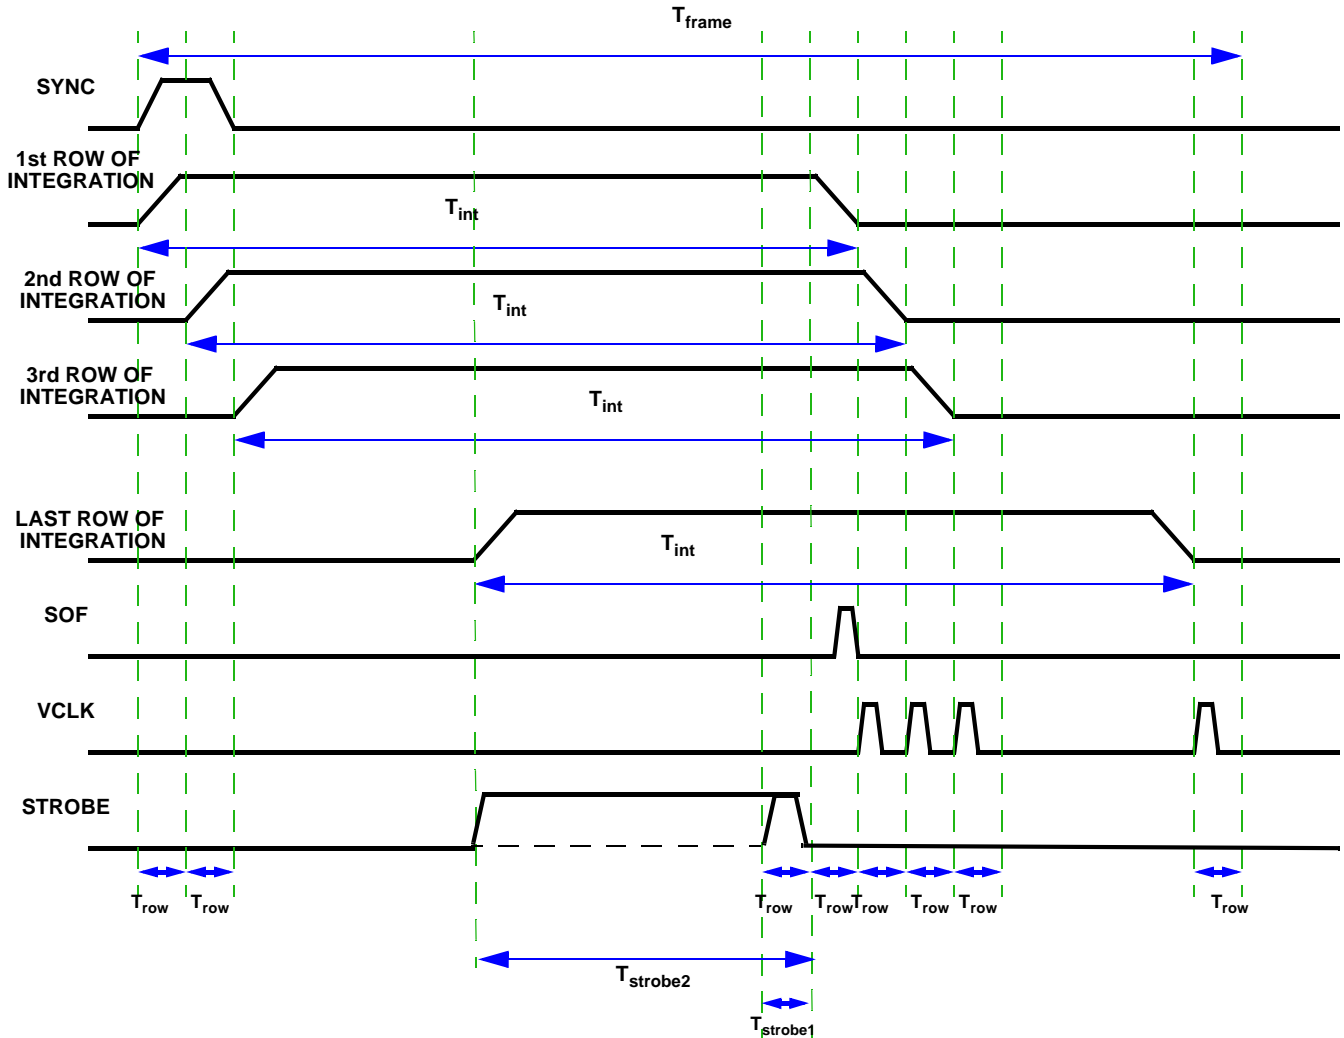 Tframe
SYNC
1st ROW OF
INTEGRATION
Tint
2nd ROW OF
INTEGRATION
Tint
3rd ROW OF
INTEGRATION
Tint
LAST ROW OF
INTEGRATION
Tint
SOF
VCLK
STROBE
Trow Trow Trow Trow Trow Trow Trow Trow
Tstrobe2
Tstrobe1